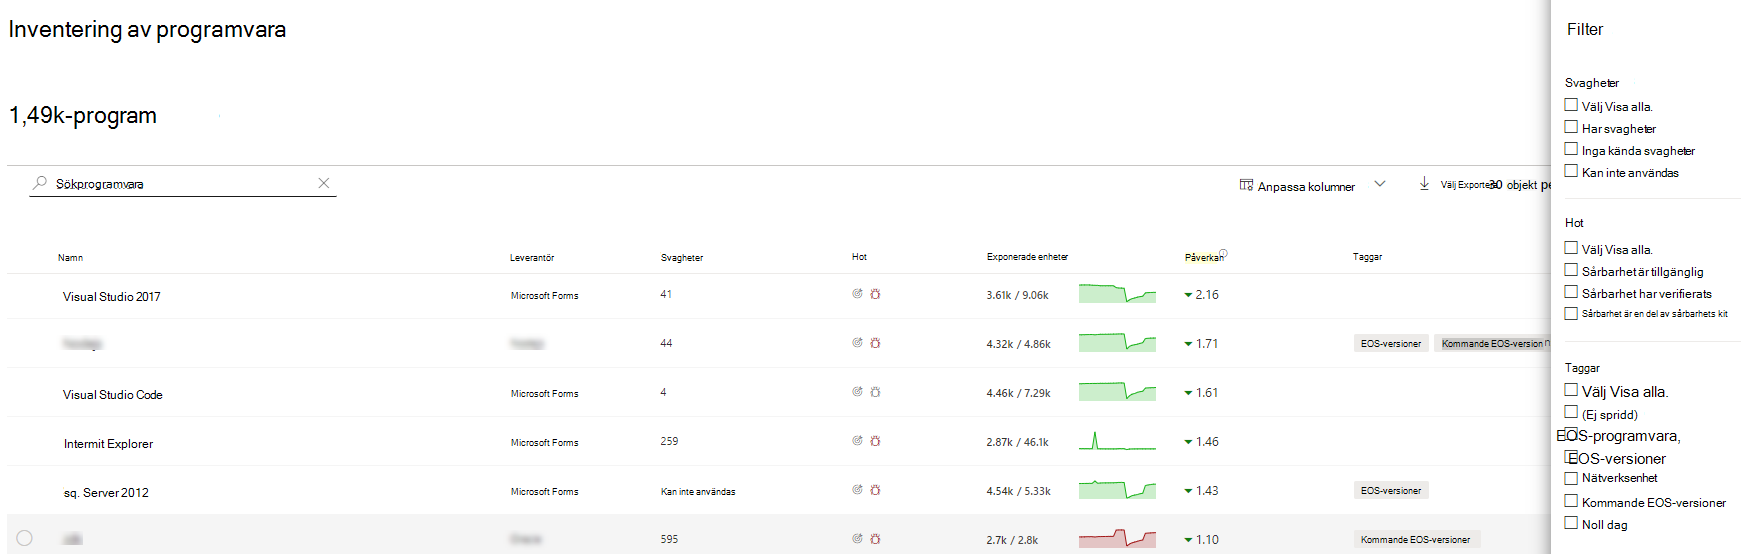 Inventering av programvara
1,49k-program
Sökprogramvara
Anpassa kolumner
Välj Exportera
30 objekt pe
Namn Leverantör Svagheter Hot Exponerade enheter Påverkan Taggar
Visual Studio 2017 Microsoft Forms 41 3.61k / 9.06k 2.16
44 4.32k / 4.86k 1.71 EOS-versioner Kommande EOS-version n
Visual Studio Code Microsoft Forms 4 4.46k / 7.29k 1.61
Intermit Explorer Microsoft Forms 259 2.87k / 46.1k 1.46
sq. Server 2012 Microsoft Forms Kan inte användas 4.54k / 5.33k 1.43 EOS-versioner
595 2.7k / 2.8k 1.10 Kommande EOS-versioner
Filter
Svagheter
Välj Visa alla.
Har svagheter
Inga kända svagheter
Kan inte användas
Hot
Välj Visa alla.
Sårbarhet är tillgänglig
Sårbarhet har verifierats
Sårbarhet är en del av sårbarhets kit
Taggar
Välj Visa alla.
(Ej spridd)
EOS-programvara,
EOS-versioner
Nätverksenhet
Kommande EOS-versioner
Noll dag